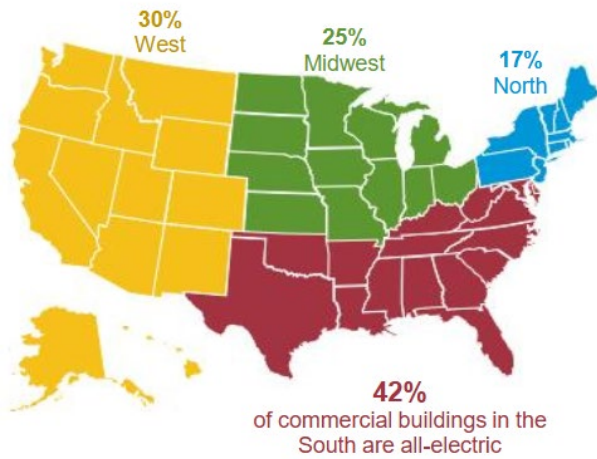 30%
West
25%
Midwest
17%
North
42%
of commercial buildings in the
South are all-electric